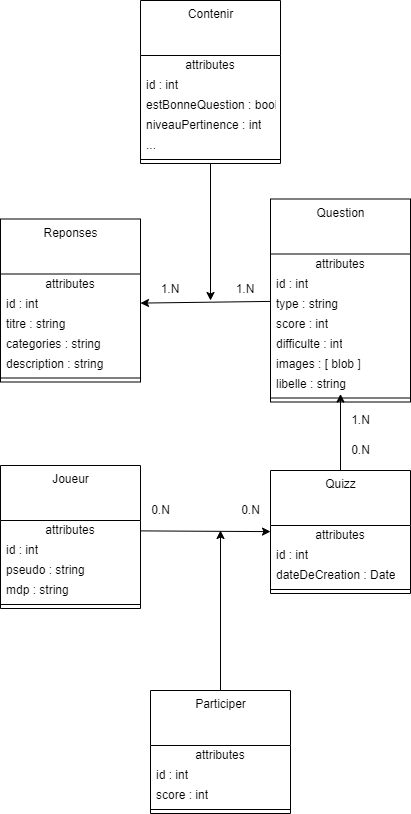 Contenir
attributes
id : int
estBonneQuestion : bool
niveauPertinence : int
...
Reponses
attributes
id : int
titre : string
categories : string
description : string
1.N
1.N
Question
attributes
id : int
type : string
score : int
difficulte : int
images : [ blob ]
libelle : string
1.N
0.N
Joueur
attributes
id : int
pseudo : string
mdp : string
0.N
0.N
Quizz
attributes
id : int
dateDeCreation : Date
Participer
attributes
id : int
score : int